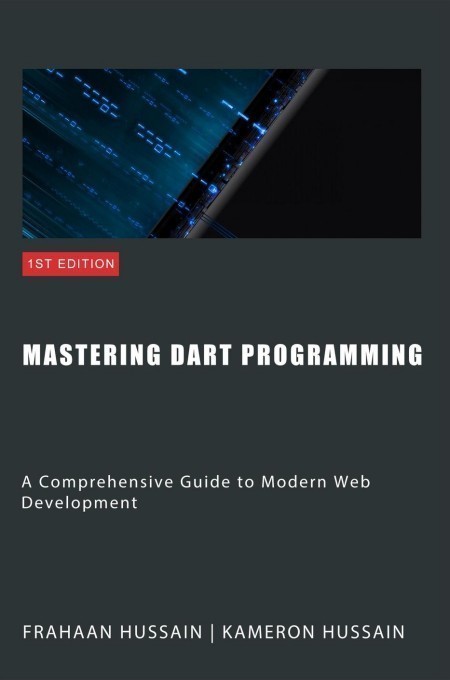 1ST EDITION
MASTERING DART PROGRAMMING
A Comprehensive Guide to Modern Web
Development
FRAHAAN HUSSAIN | KAMERON HUSSAIN